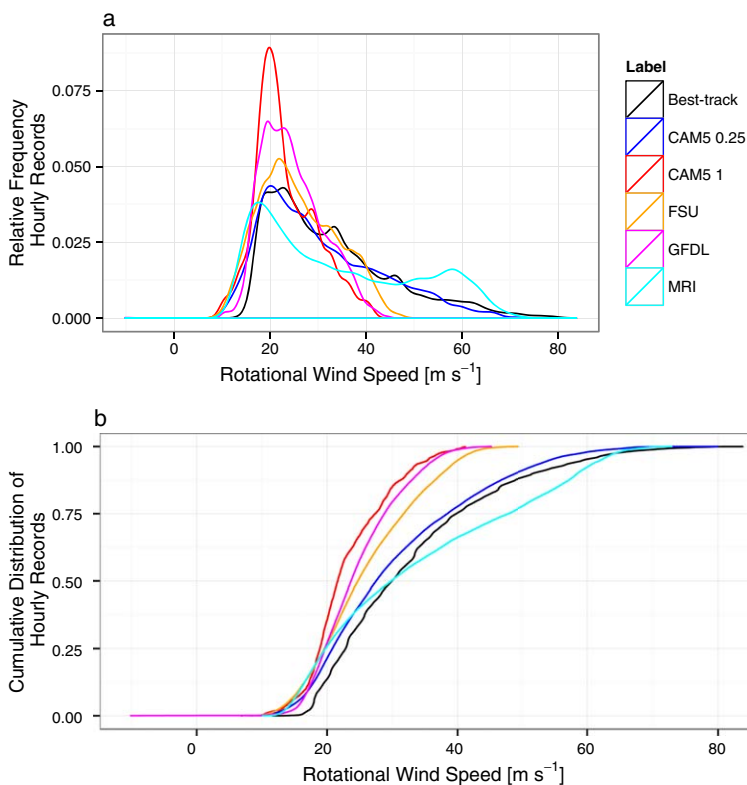 a
Relative Frequency
Hourly Records
0.075
0.050
0.025
0.000
0 20 40 60 80
Rotational Wind Speed [m s⁻¹]
Label
Best-track
CAM5 0.25
CAM5 1
FSU
GFDL
MRI
b
Cumulative Distribution of
Hourly Records
1.00
0.75
0.50
0.25
0.00
0 20 40 60 80
Rotational Wind Speed [m s⁻¹]